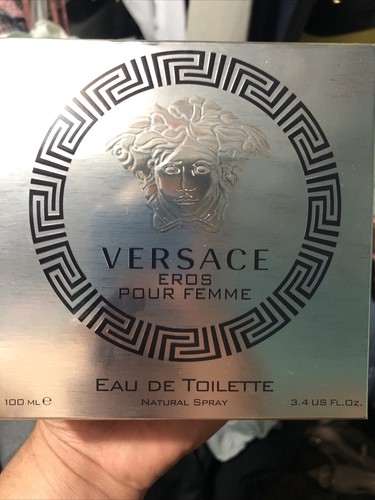 VERSACE
EROS
POUR FEMME
EAU DE TOILETTE
NATURAL SPRAY
100 ML ℮
3.4 US FL.OZ.